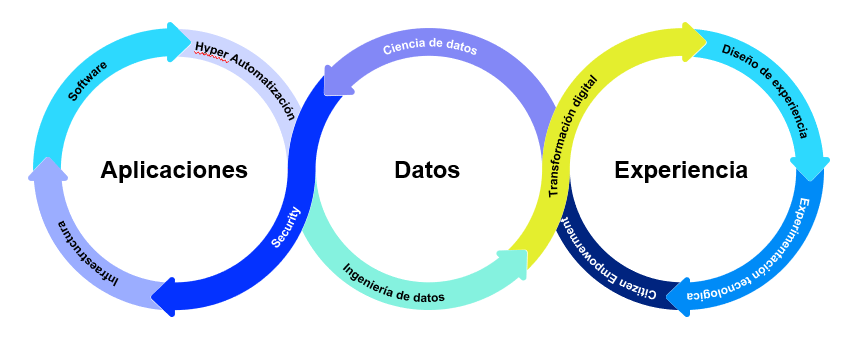 Software
Hyper Automatización
Aplicaciones
Security
Infraestructura
Ciencia de datos
Datos
Ingeniería de datos
Transformación digital
Diseño de experiencia
Experiencia
Experimentación tecnologica
Citizen Empowerment